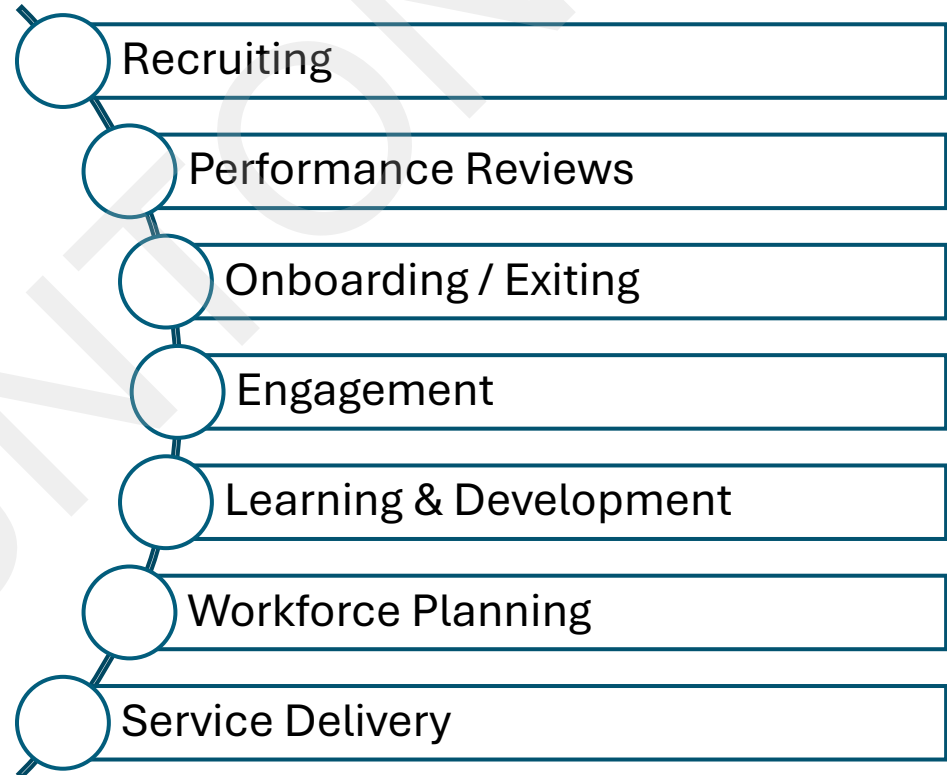 Recruiting
Performance Reviews
Onboarding / Exiting
Engagement
Learning & Development
Workforce Planning
Service Delivery